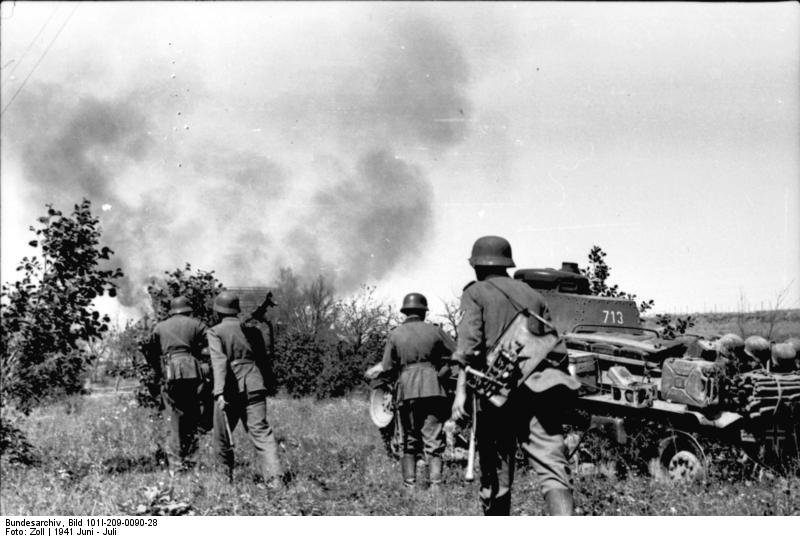 713
Bundesarchiv, Bild 101I-209-0090-28
Foto: Zoll | 1941 Juni - Juli